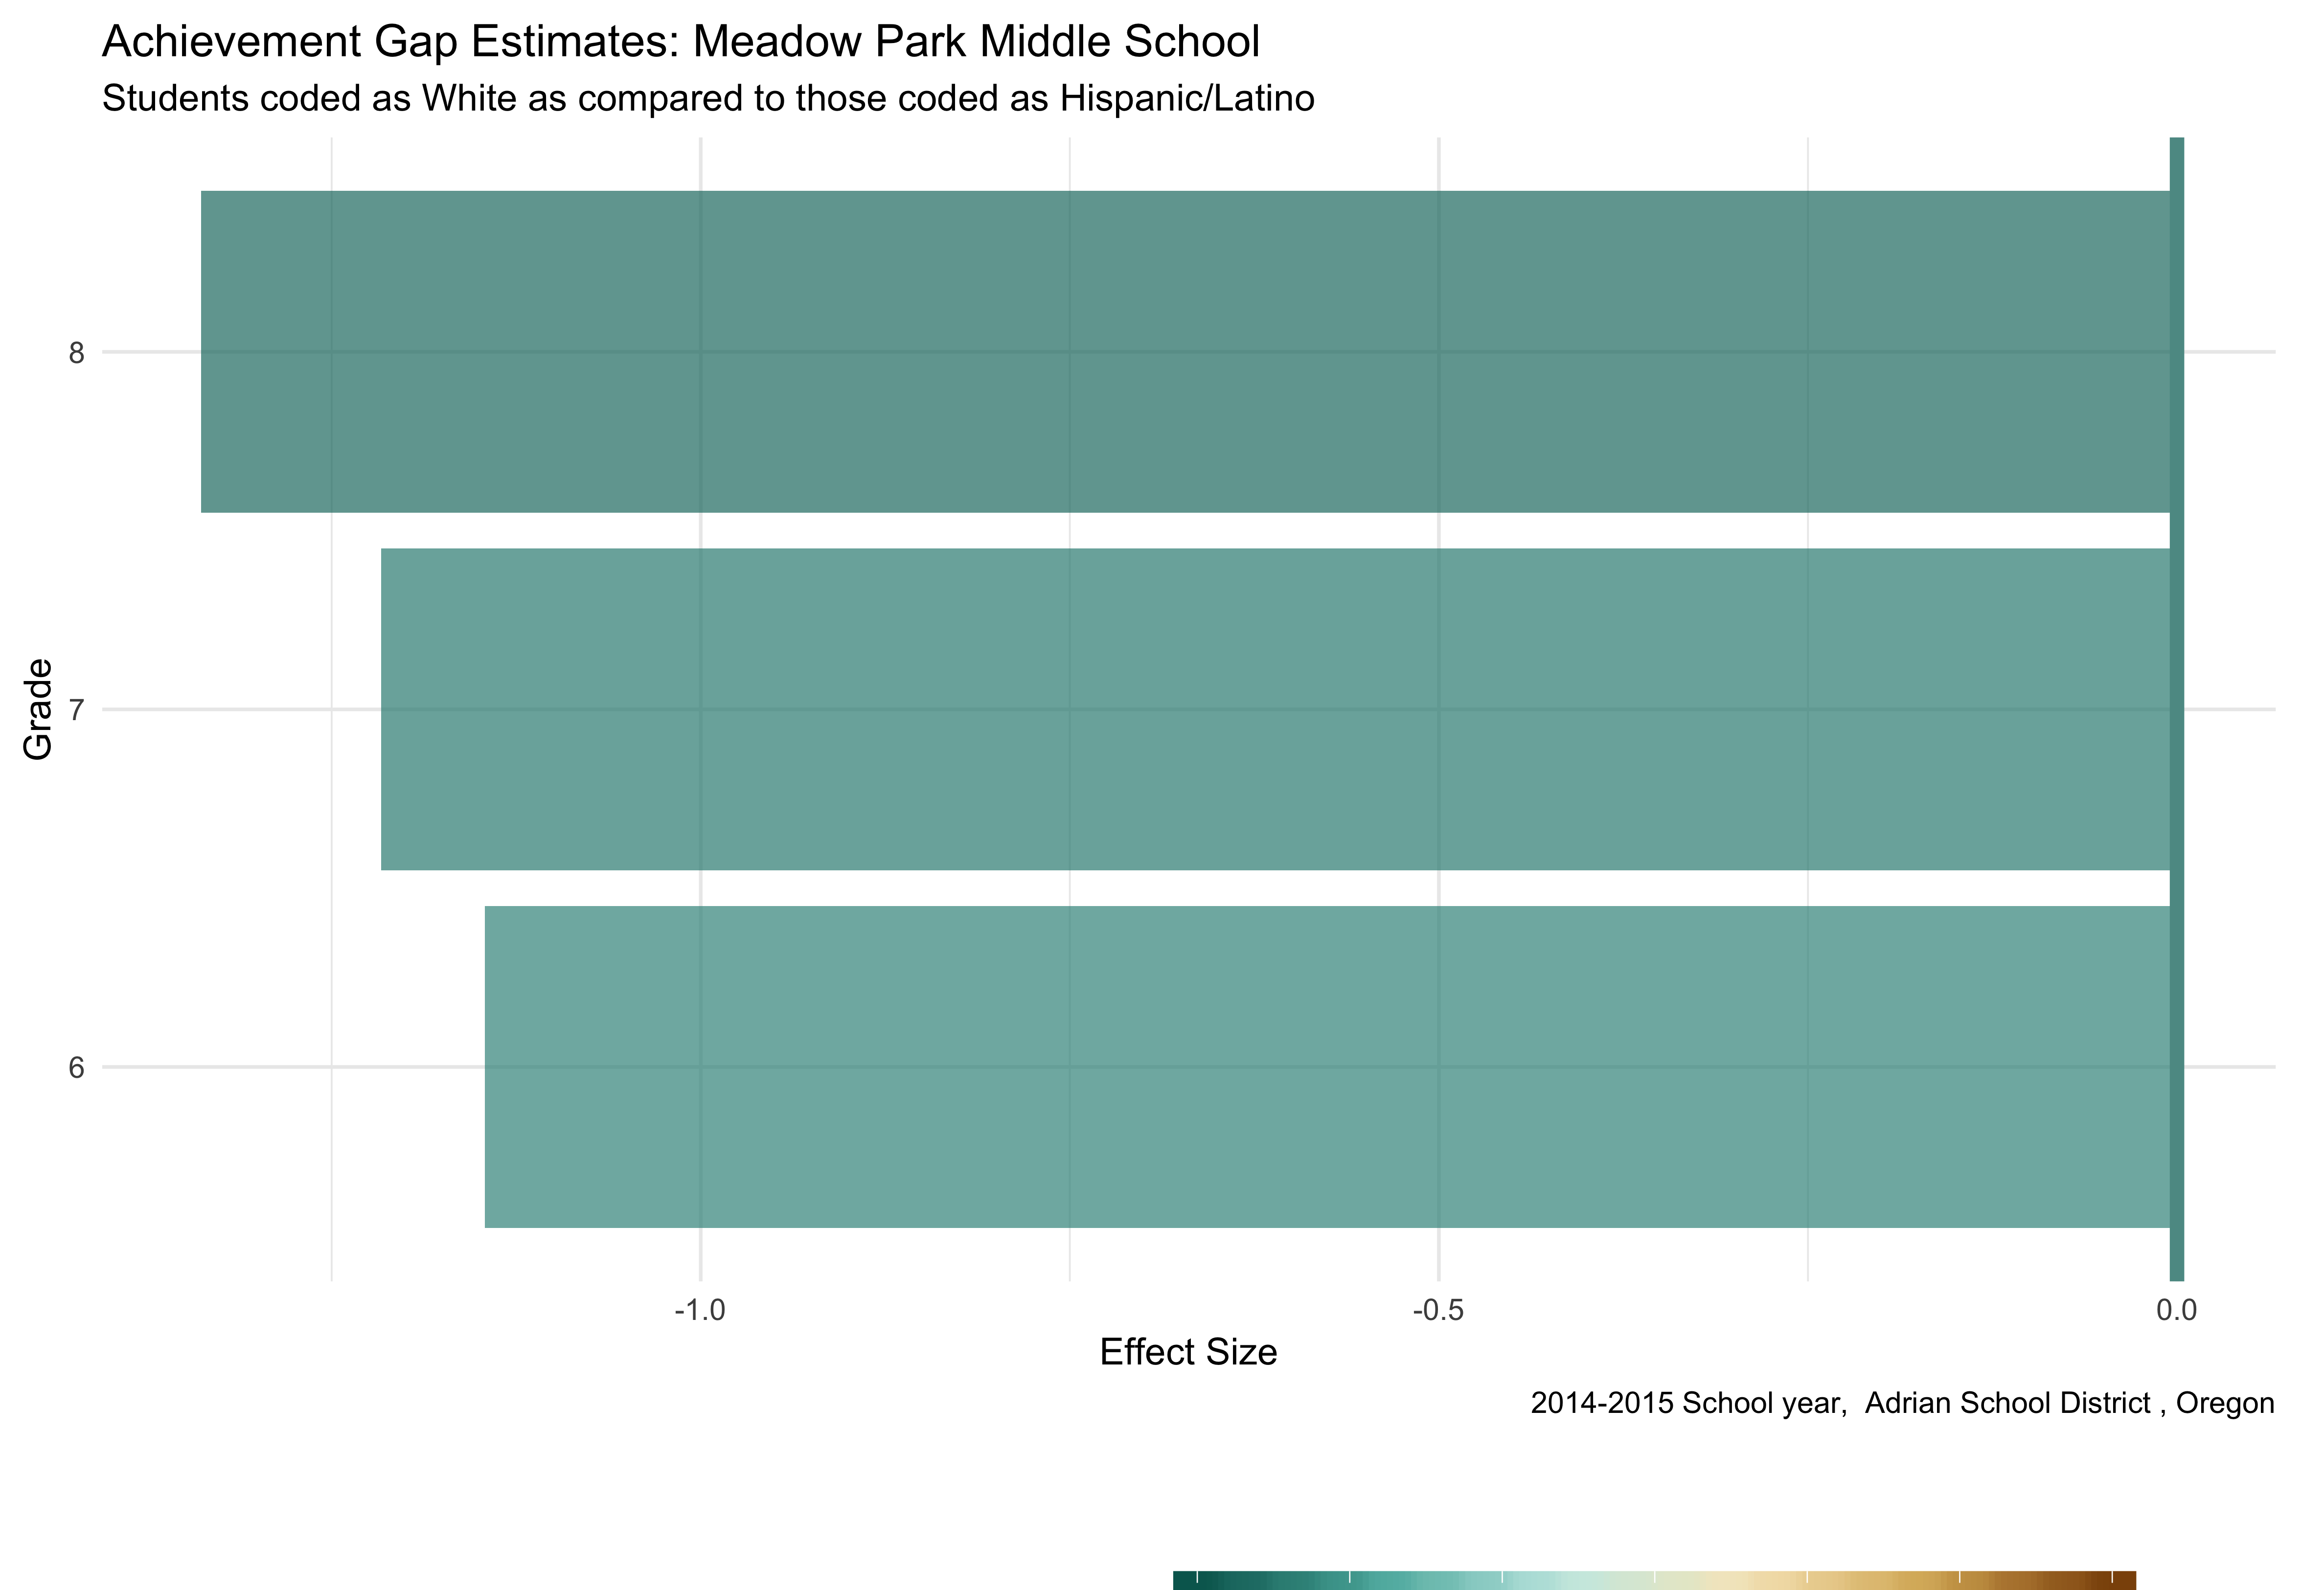 Achievement Gap Estimates: Meadow Park Middle School
Students coded as White as compared to those coded as Hispanic/Latino
8
7
6
Grade
-1.0
-0.5
0.0
Effect Size
2014-2015 School year,  Adrian School District , Oregon